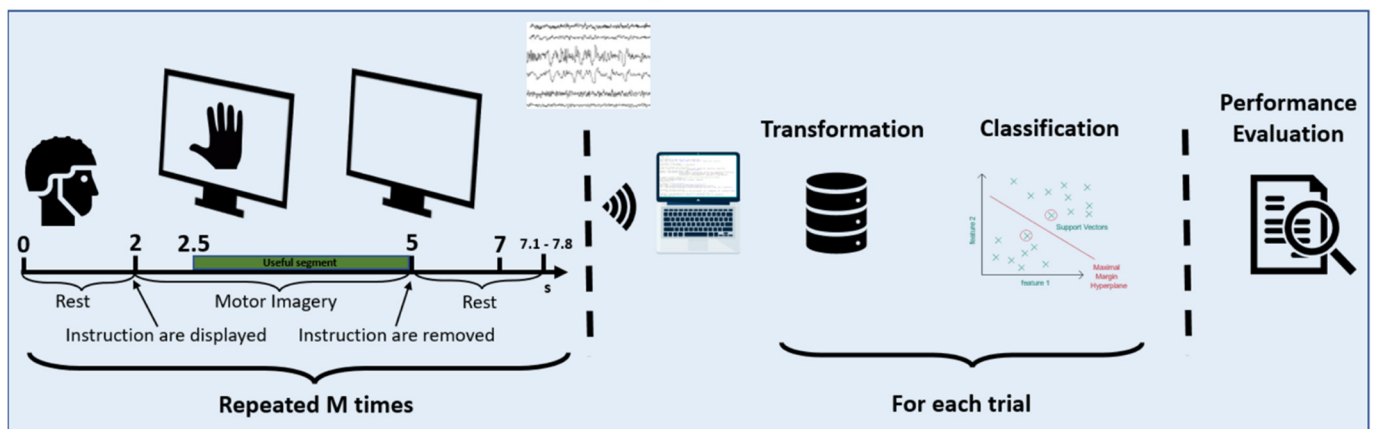 0
2
2.5
5
7
7.1 - 7.8
s
Useful segment
Rest
Motor Imagery
Rest
Instruction are displayed
Instruction are removed
Repeated M times
Transformation
Classification
feature 2
Support Vectors
Maximal
Margin
Hyperplane
feature 1
For each trial
Performance
Evaluation